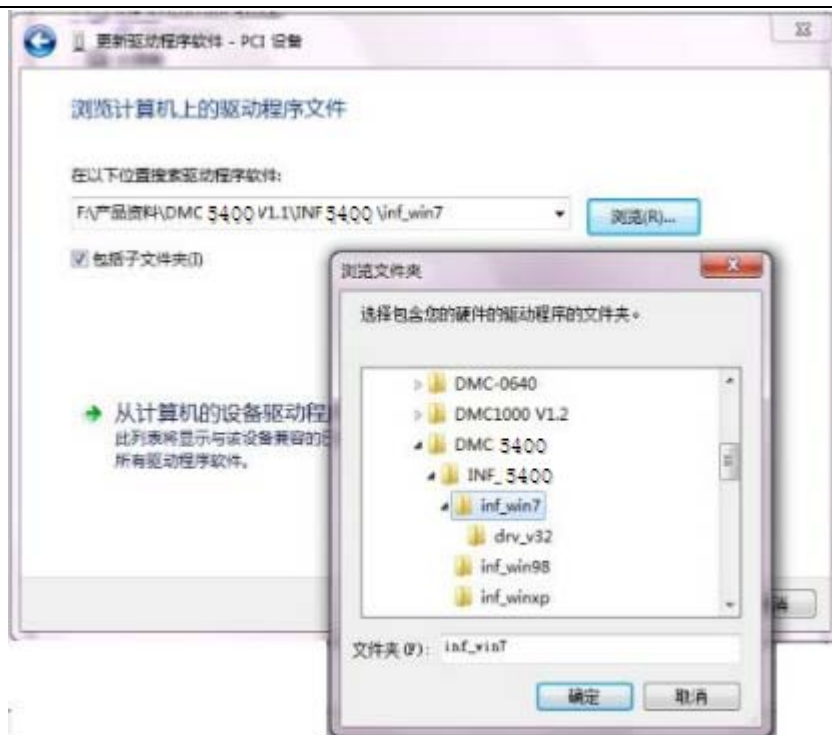 更新驱动程序软件 - PCI 设备
浏览计算机上的驱动程序文件
在以下位置搜索驱动程序软件:
F:\产品资料\DMC 5400 V1.1\INF 5400 \inf_win7
浏览(R)...
包括子文件夹(I)
从计算机的设备驱动程
此列表将显示与该设备兼容的已
所有驱动程序软件。
浏览文件夹
选择包含您的硬件的驱动程序的文件夹。
DMC-0640
DMC1000 V1.2
DMC 5400
INF_ 5400
inf_win7
drv_v32
inf_win98
inf_winxp
文件夹(F): inf_win7
确定 取消
消